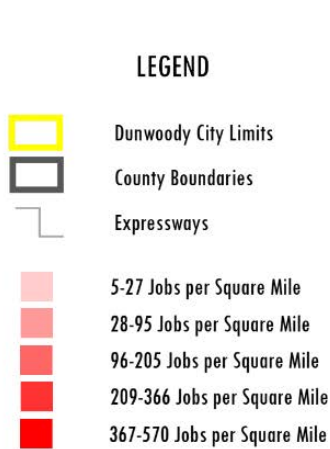 LEGEND
Dunwoody City Limits
County Boundaries
Expressways
5-27 Jobs per Square Mile
28-95 Jobs per Square Mile
96-205 Jobs per Square Mile
209-366 Jobs per Square Mile
367-570 Jobs per Square Mile